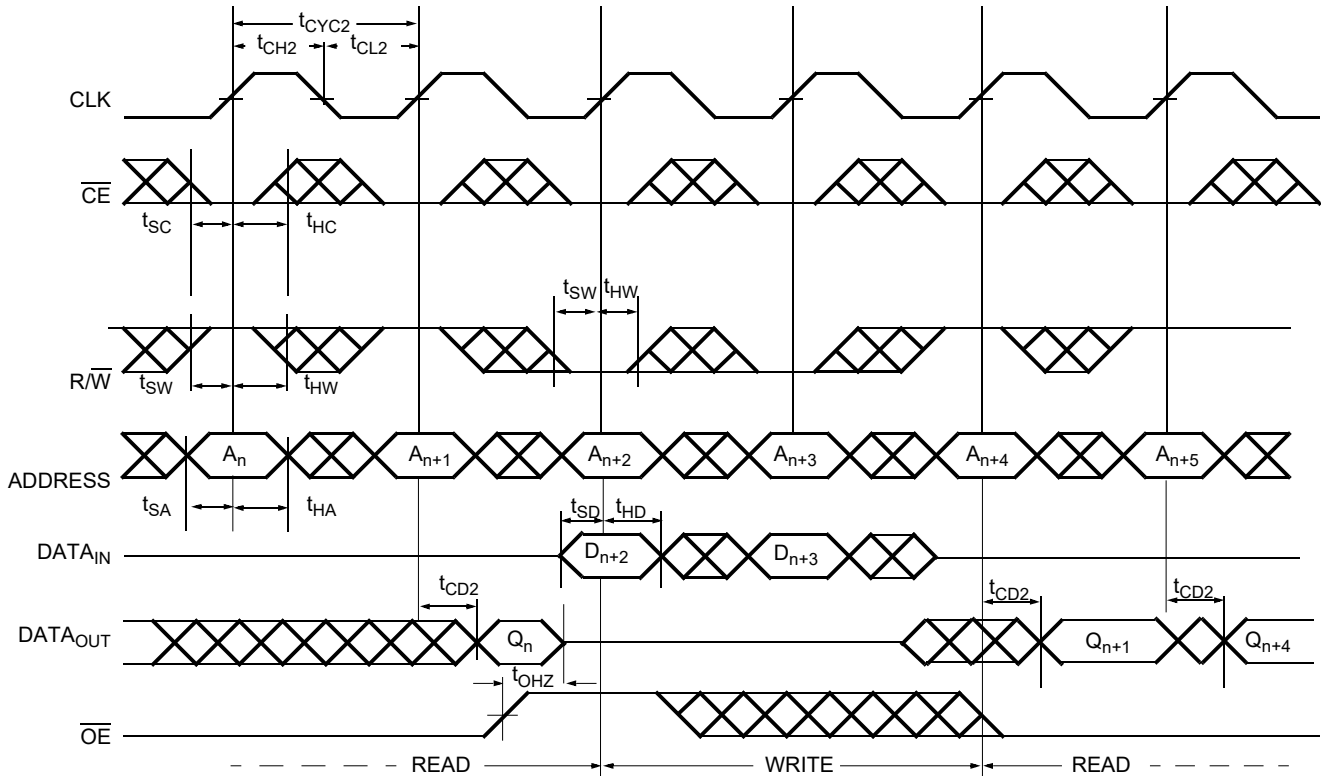 tCYC2
tCH2 tCL2
CLK
CE
tSC tHC
tSW tHW
R/W
tSW tHW
An An+1 An+2 An+3 An+4 An+5
ADDRESS
tSA tHA
tSD tHD
DATAIN
Dn+2 Dn+3
tCD2 tCD2 tCD2
DATAOUT
Qn Qn+1 Qn+4
tOHZ
OE
READ WRITE READ